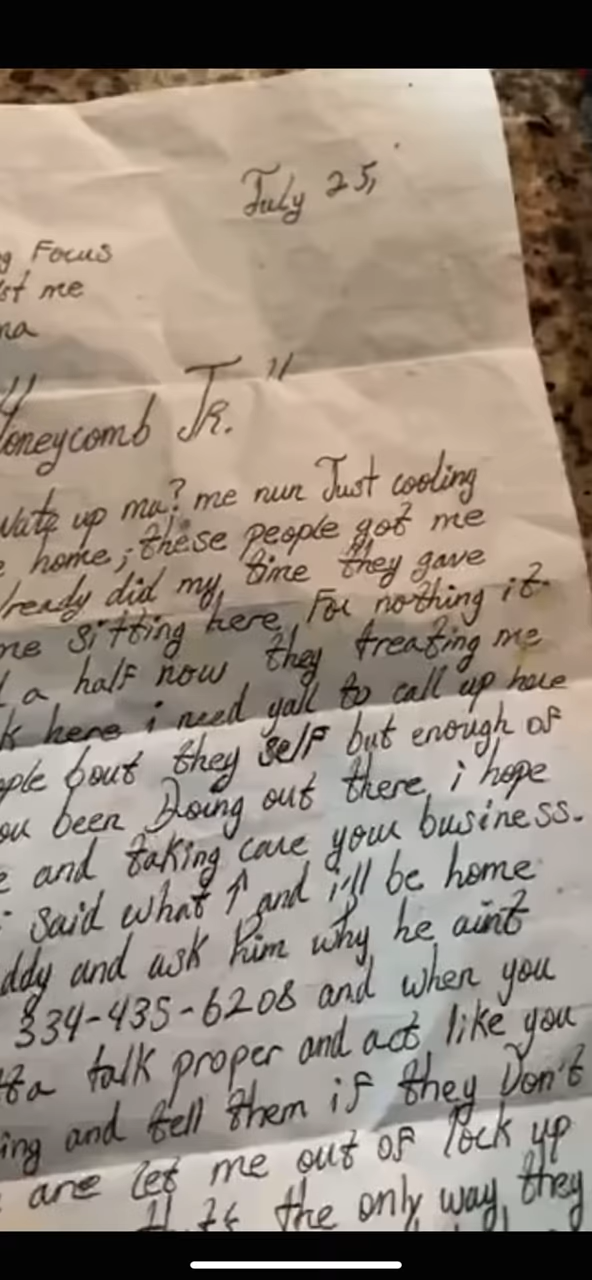 July 25,
g Focus
st me
ma
"
oneycomb Jr."
up ma? me nun Just cooling
e home, these people got me
lready did my time they gave
me sitting here For nothing it
a half now they treating me
k here i need yall to call up here
ople bout they self but enough of
ou been Doing out there i hope
e and taking care your business.
i said what ↑ and i'll be home
ddy and ask him why he aint
334-435-6208 and when you
tta talk proper and act like you
ing and tell them if they Don't
are let me out of lock up
the only way they